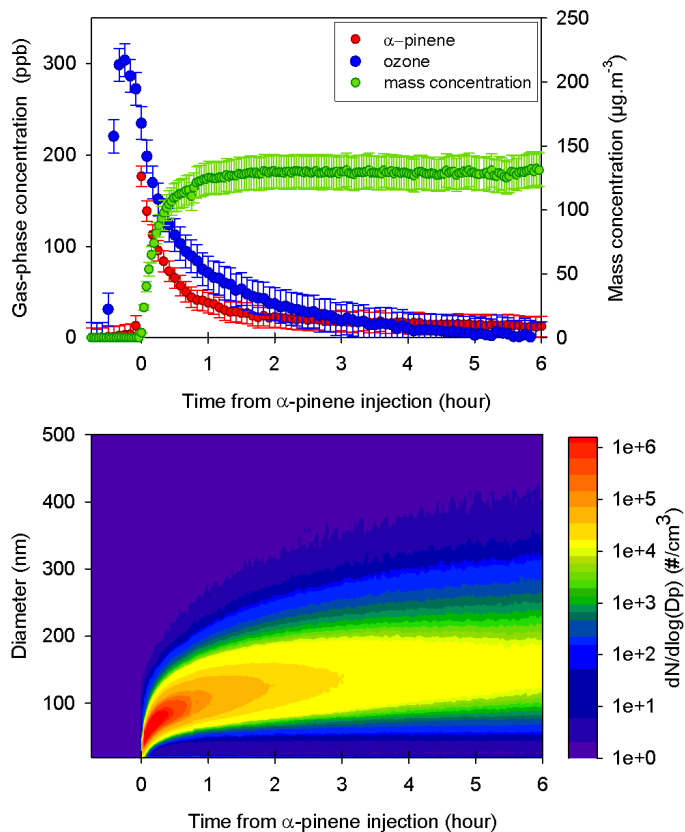 Gas-phase concentration (ppb)
300
200
100
0
α−pinene
ozone
mass concentration
250
200
150
100
50
0
Mass concentration (µg.m⁻³)
0 1 2 3 4 5 6
Time from α-pinene injection (hour)
Diameter (nm)
500
400
300
200
100
0 1 2 3 4 5 6
Time from α-pinene injection (hour)
1e+6
1e+5
1e+4
1e+3
1e+2
1e+1
1e+0
dN/dlog(Dp) (#/cm³)